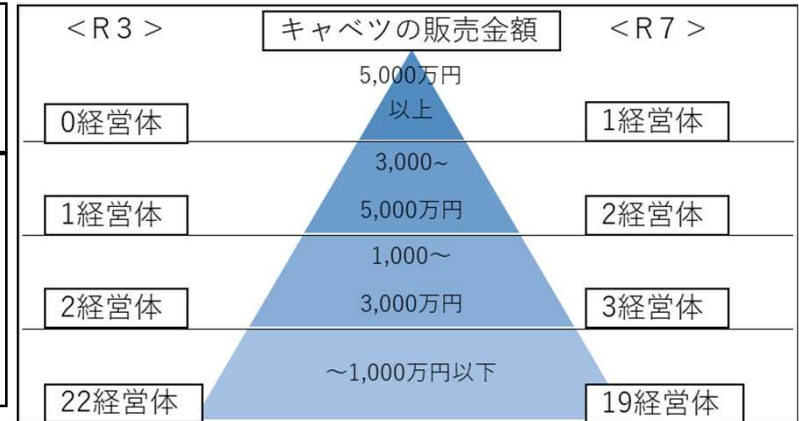 <R3>
キャベツの販売金額
<R7>
5,000万円
以上
0経営体
1経営体
3,000~
5,000万円
1経営体
2経営体
1,000～
3,000万円
2経営体
3経営体
～1,000万円以下
22経営体
19経営体